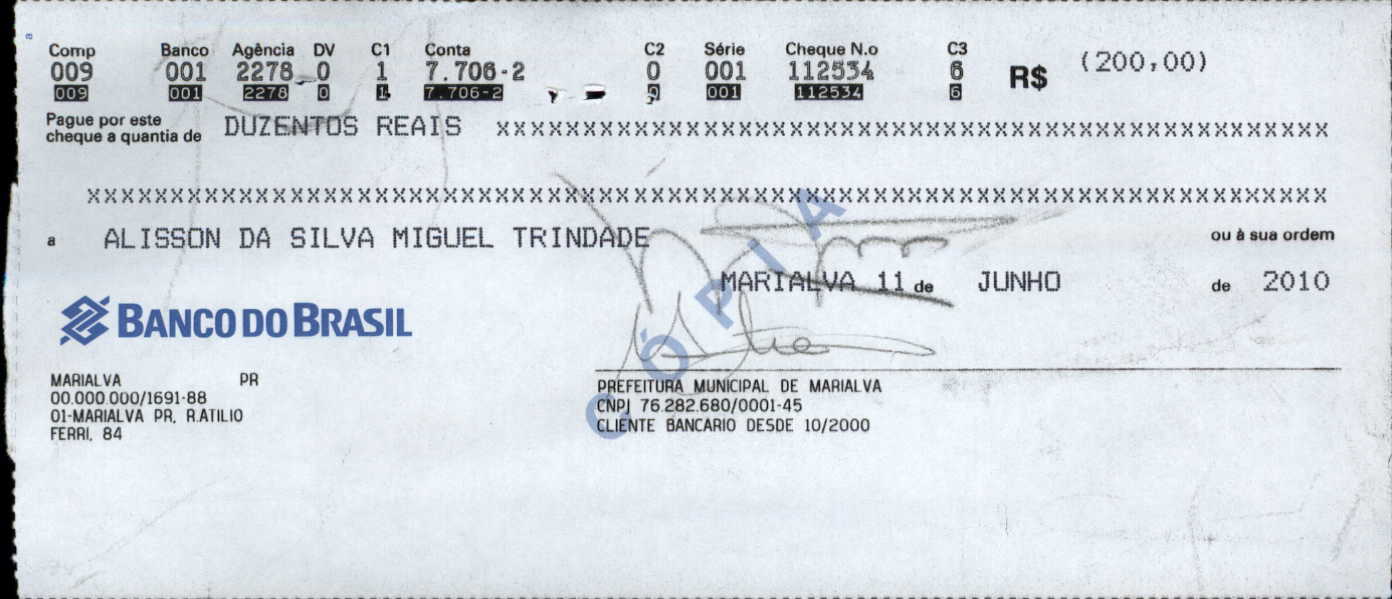 Comp Banco Agência DV C1 Conta C2 Série Cheque N.o C3
009 001 2278 0 1 7.706-2 0 001 112534 6 R$ (200,00)
009 001 2278 0 1 7.706-2 9 001 112534 6
Pague por este
cheque a quantia de DUZENTOS REAIS XXXXXXXXXXXXXXXXXXXXXXXXXXXXXXXXXXXXXXXXXXXXXXXXX
XXXXXXXXXXXXXXXXXXXXXXXXXXXXXXXXXXXXXXXXXXXXXXXXXXXXXXXXXXXXXXXXXXXXXXXXX
a ALISSON DA SILVA MIGUEL TRINDADE ou à sua ordem
MARIALVA 11 de JUNHO de 2010
CÓPIA
BANCO DO BRASIL
MARIALVA PR
00.000.000/1691-88
01-MARIALVA PR, R.ATILIO
FERRI, 84
PREFEITURA MUNICIPAL DE MARIALVA
CNPJ 76.282.680/0001-45
CLIENTE BANCARIO DESDE 10/2000